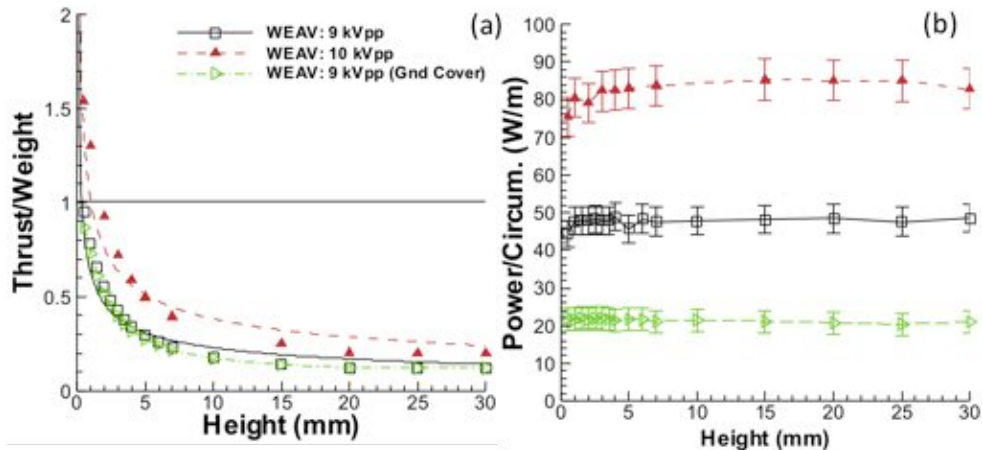 (a)
WEAV: 9 kVpp
WEAV: 10 kVpp
WEAV: 9 kVpp (Gnd Cover)
Thrust/Weight
2
1.5
1
0.5
0
0 5 10 15 20 25 30
Height (mm)
(b)
Power/Circum. (W/m)
100
90
80
70
60
50
40
30
20
10
0
0 5 10 15 20 25 30
Height (mm)